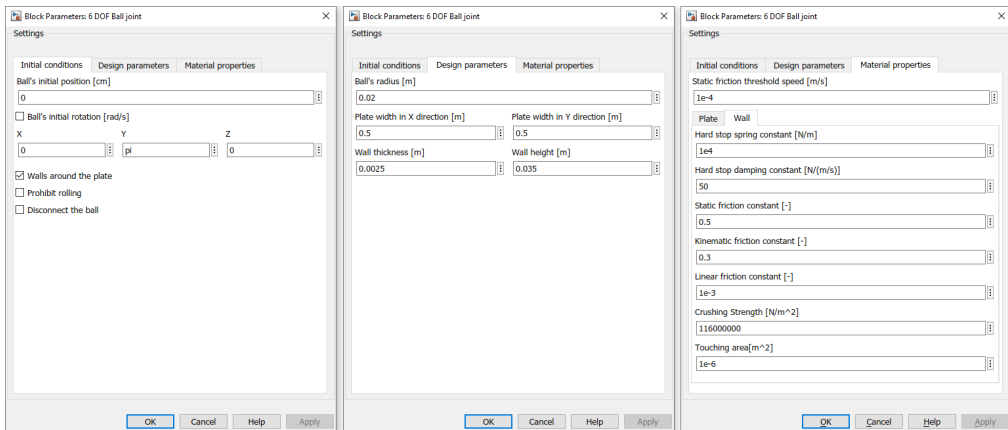 Block Parameters: 6 DOF Ball joint
Settings
Initial conditions Design parameters Material properties
Ball's initial position [cm]
0
Ball's initial rotation [rad/s]
X Y Z
0 pi 0
Walls around the plate
Prohibit rolling
Disconnect the ball
OK Cancel Help Apply
Block Parameters: 6 DOF Ball joint
Settings
Initial conditions Design parameters Material properties
Ball's radius [m]
0.02
Plate width in X direction [m] Plate width in Y direction [m]
0.5 0.5
Wall thickness [m] Wall height [m]
0.0025 0.035
OK Cancel Help Apply
Block Parameters: 6 DOF Ball joint
Settings
Initial conditions Design parameters Material properties
Static friction threshold speed [m/s]
1e-4
Plate Wall
Hard stop spring constant [N/m]
1e4
Hard stop damping constant [N/(m/s)]
50
Static friction constant [-]
0.5
Kinematic friction constant [-]
0.3
Linear friction constant [-]
1e-3
Crushing Strength [N/m^2]
116000000
Touching area[m^2]
1e-6
OK Cancel Help Apply